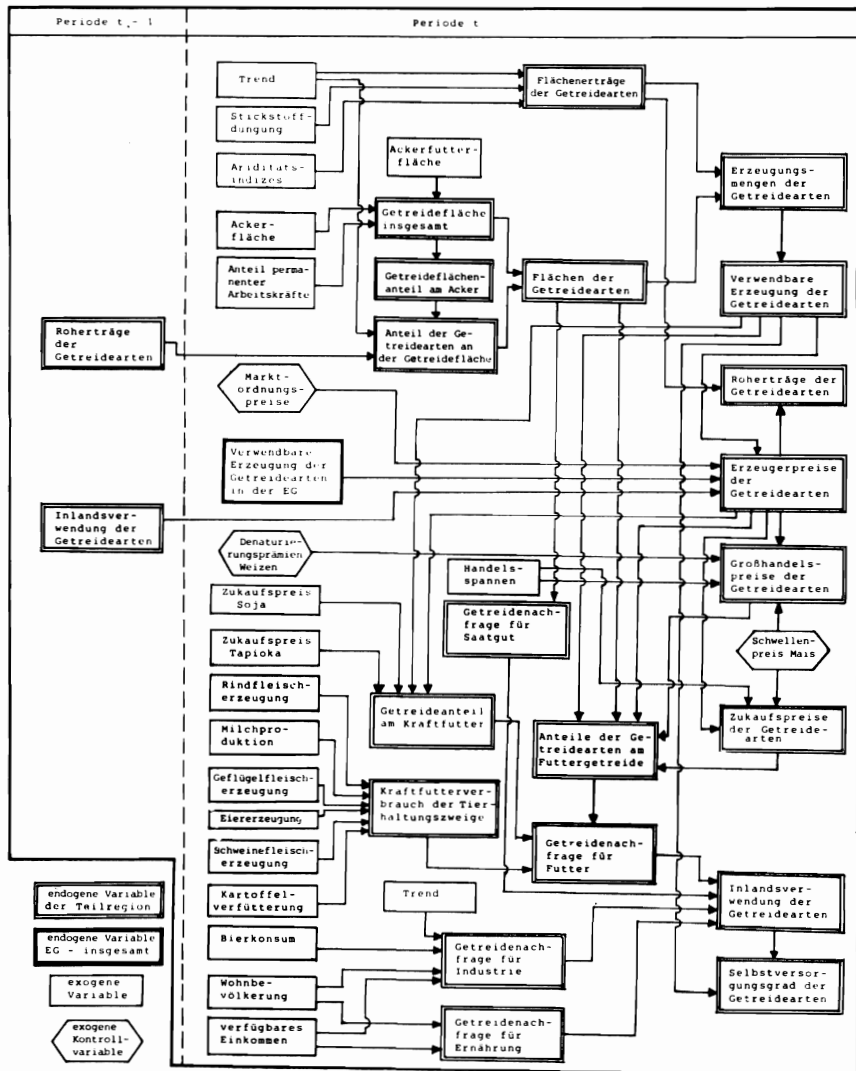 Periode t - 1
Periode t
Trend
Stickstoff-
dungung
Ariditäts-
indizes
Acker-
fläche
Anteil perma-
nenter
Arbeitskräfte
Ackerfutter-
fläche
Getreidefläche
insgesamt
Getreideflächen-
anteil am Acker
Anteil der Ge-
treidearten an
der Getreidefläche
Flächenerträge
der Getreidearten
Flächen der
Getreidearten
Erzeugungs-
mengen der
Getreidearten
Verwendbare
Erzeugung der
Getreidearten
Roherträge
der
Getreidearten
Roherträge der
Getreidearten
Markt-
ordnungs-
preise
Verwendbare
Erzeugung der
Getreidearten
in der EG
Erzeugerpreise
der
Getreidearten
Inlandsver-
wendung der
Getreidearten
Denaturie-
rungsprämien
Weizen
Handels-
spannen
Großhandels-
preise der
Getreidearten
Zukaufspreis
Soja
Getreidenach-
frage für
Saatgut
Zukaufspreis
Tapioka
Schwellen-
preis Mais
Rindfleisch-
erzeugung
Getreideanteil
am Kraftfutter
Milchpro-
duktion
Anteile der Ge-
treidearten am
Futtergetreide
Zukaufspreise
der Getreide-
arten
Geflügelfleisch-
erzeugung
Eiererzeugung
Kraftfutterver-
brauch der Tier-
haltungszweige
Schweinefleisch-
erzeugung
Getreidenach-
frage für
Futter
Kartoffel-
verfütterung
Trend
Inlandsver-
wendung der
Getreidearten
Bierkonsum
Getreidenach-
frage für
Industrie
Wohnbe-
völkerung
Selbstversor-
gungsgrad der
Getreidearten
verfügbares
Einkommen
Getreidenach-
frage für
Ernährung
endogene Variable
der Teilregion
endogene Variable
EG - insgesamt
exogene
Variable
exogene
Kontroll-
variable